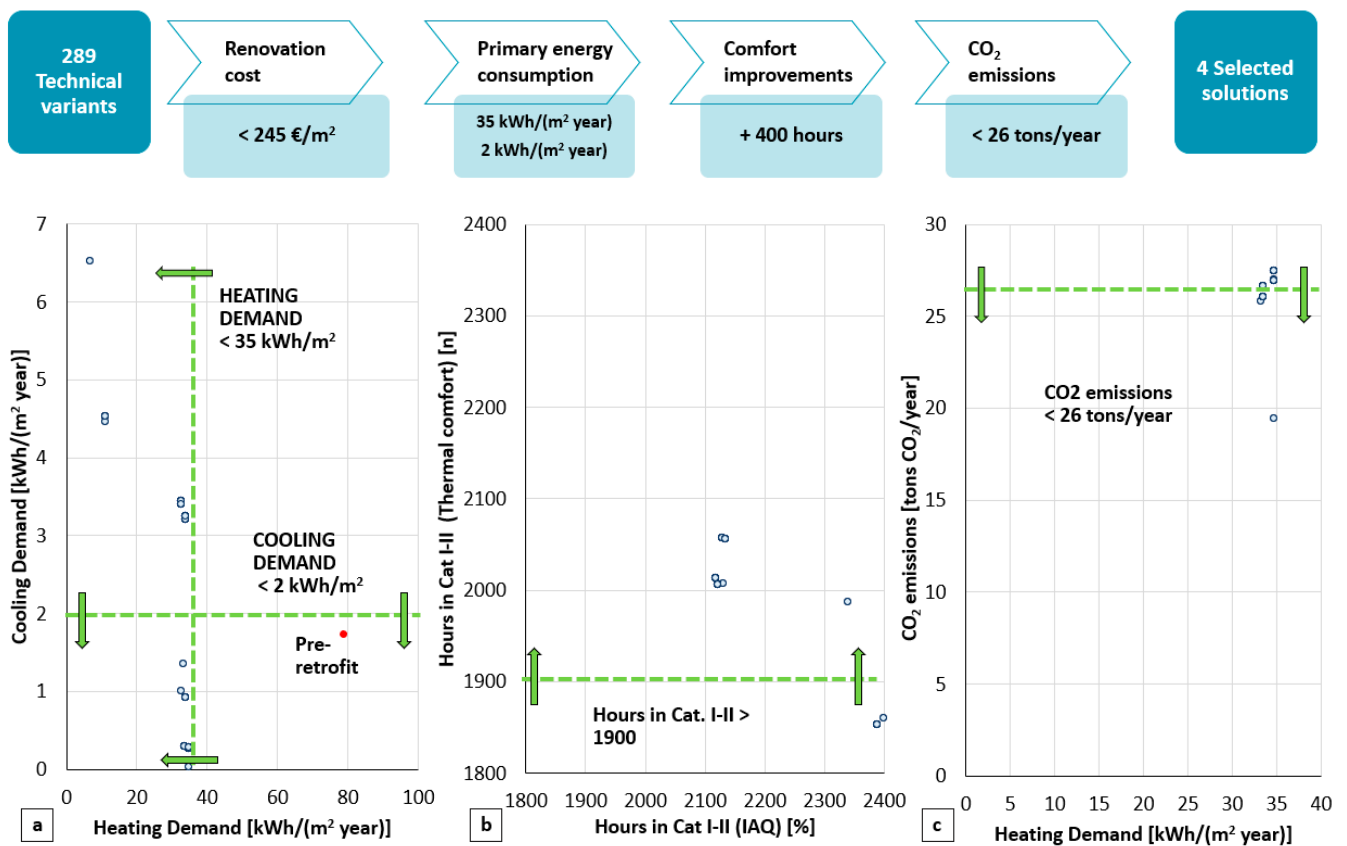 289
Technical
variants
Renovation
cost
< 245 €/m²
Primary energy
consumption
35 kWh/(m² year)
2 kWh/(m² year)
Comfort
improvements
+ 400 hours
CO₂
emissions
< 26 tons/year
4 Selected
solutions
Cooling Demand [kWh/(m² year)]
7
6
5
4
3
2
1
0
HEATING
DEMAND
< 35 kWh/m²
COOLING
DEMAND
< 2 kWh/m²
Pre-
retrofit
0 20 40 60 80 100
a
Heating Demand [kWh/(m² year)]
Hours in Cat I-II (Thermal comfort) [n]
2400
2300
2200
2100
2000
1900
1800
Hours in Cat. I-II >
1900
1800 1900 2000 2100 2200 2300 2400
b
Hours in Cat I-II (IAQ) [%]
CO₂ emissions [tons CO₂/year]
30
25
20
15
10
5
0
CO2 emissions
< 26 tons/year
0 5 10 15 20 25 30 35 40
c
Heating Demand [kWh/(m² year)]